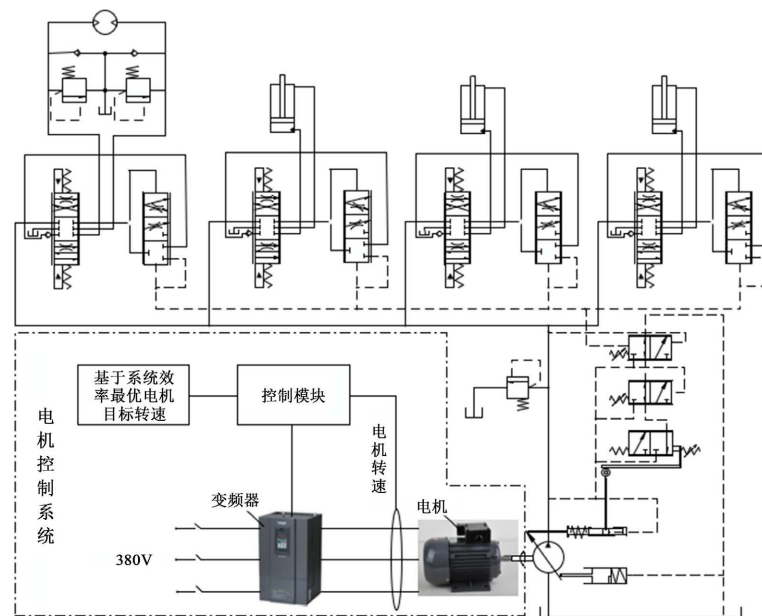 基于系统效
率最优电机
目标转速
控制模块
电机控制系统
电机转速
变频器
电机
380V